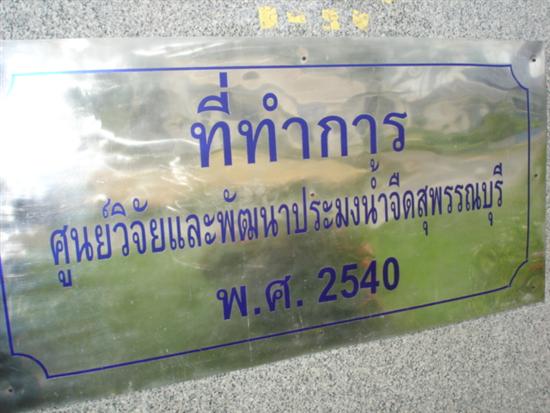 ที่ทำการ
ศูนย์วิจัยและพัฒนาประมงน้ำจืดสุพรรณบุรี
พ.ศ. 2540